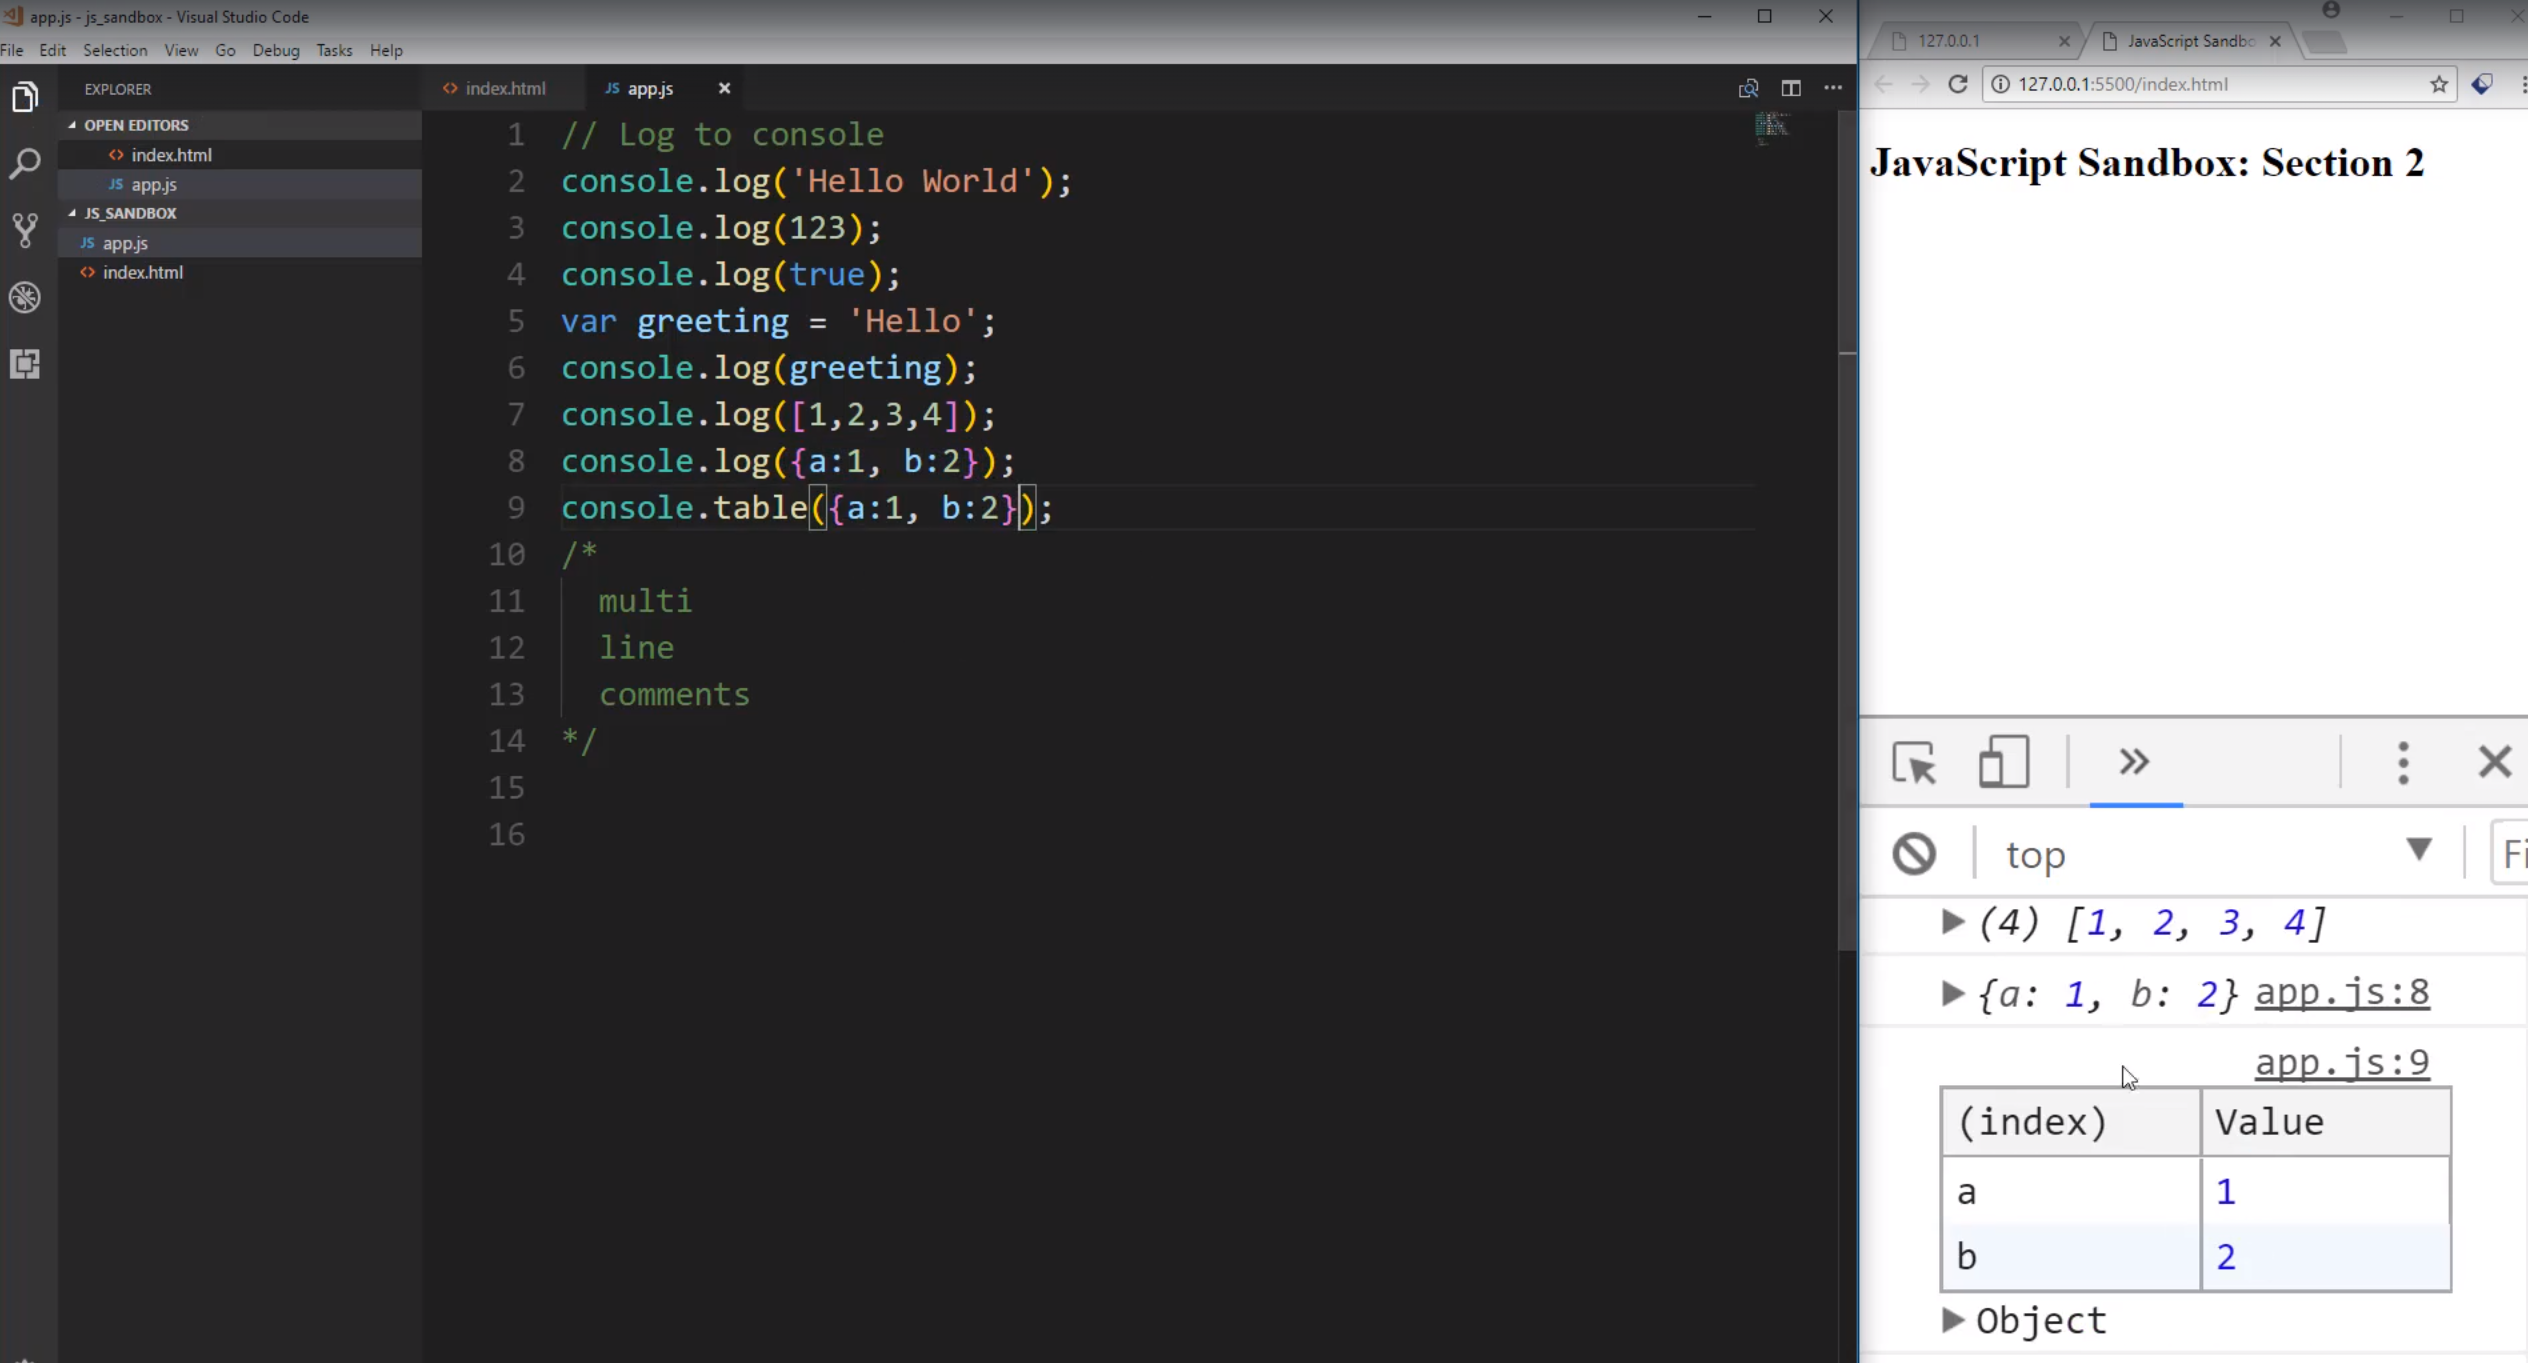 app.js - js_sandbox - Visual Studio Code
File Edit Selection View Go Debug Tasks Help
EXPLORER
OPEN EDITORS
<> index.html
JS app.js
JS_SANDBOX
JS app.js
<> index.html
<> index.html JS app.js
1 // Log to console
2 console.log('Hello World');
3 console.log(123);
4 console.log(true);
5 var greeting = 'Hello';
6 console.log(greeting);
7 console.log([1,2,3,4]);
8 console.log({a:1, b:2});
9 console.table({a:1, b:2});
10 /*
11 multi
12 line
13 comments
14 */
15
16
127.0.0.1 JavaScript Sandbo
127.0.0.1:5500/index.html
JavaScript Sandbox: Section 2
top Fi
(4) [1, 2, 3, 4]
{a: 1, b: 2} app.js:8
app.js:9
(index) Value
a 1
b 2
Object